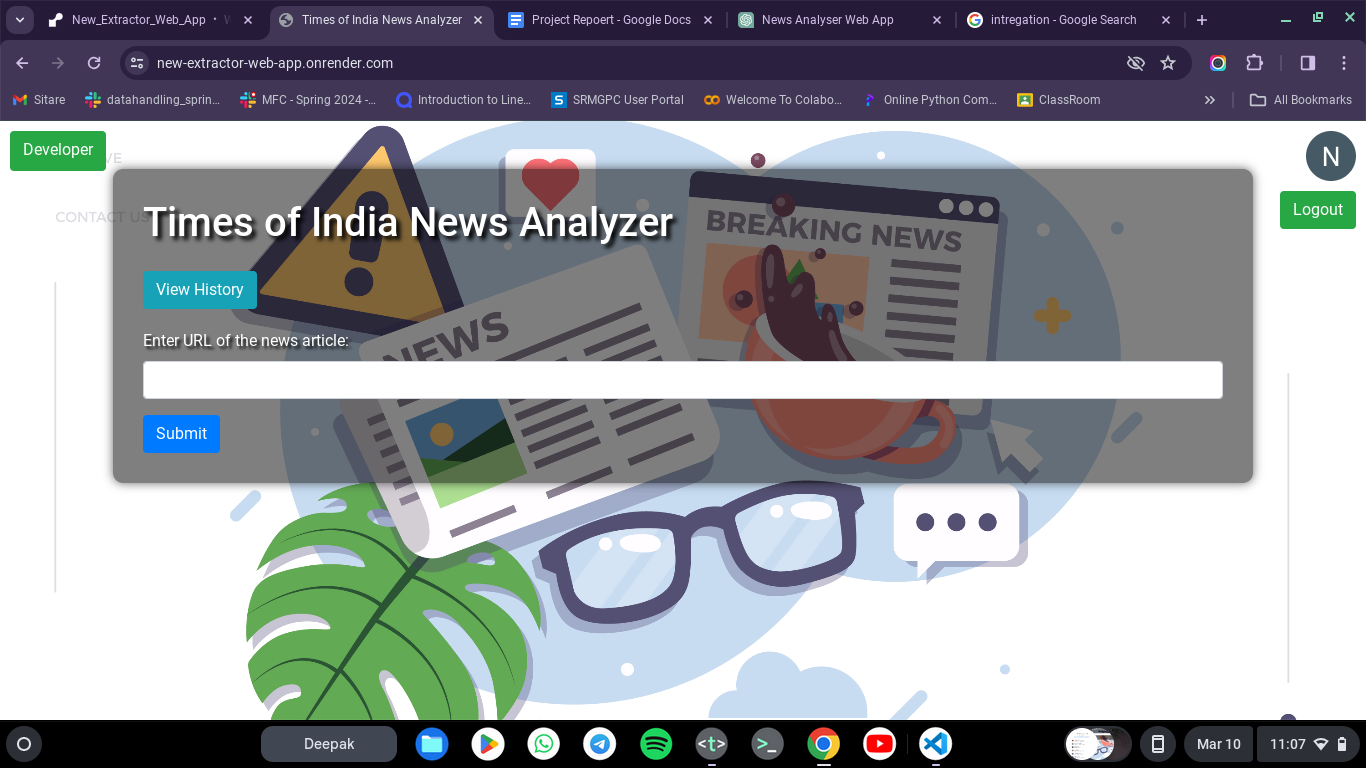 New_Extractor_Web_App • W
Times of India News Analyzer
Project Repoert - Google Docs
News Analyser Web App
intregation - Google Search
new-extractor-web-app.onrender.com
Sitare
datahandling_sprin...
MFC - Spring 2024 -...
Introduction to Line...
SRMGPC User Portal
Welcome To Colabo...
Online Python Com...
ClassRoom
All Bookmarks
Developer
VE
N
CONTACT US
Logout
Times of India News Analyzer
BREAKING NEWS
View History
NEWS
Enter URL of the news article:
Submit
Deepak
<t>
>_
Mar 10
11:07